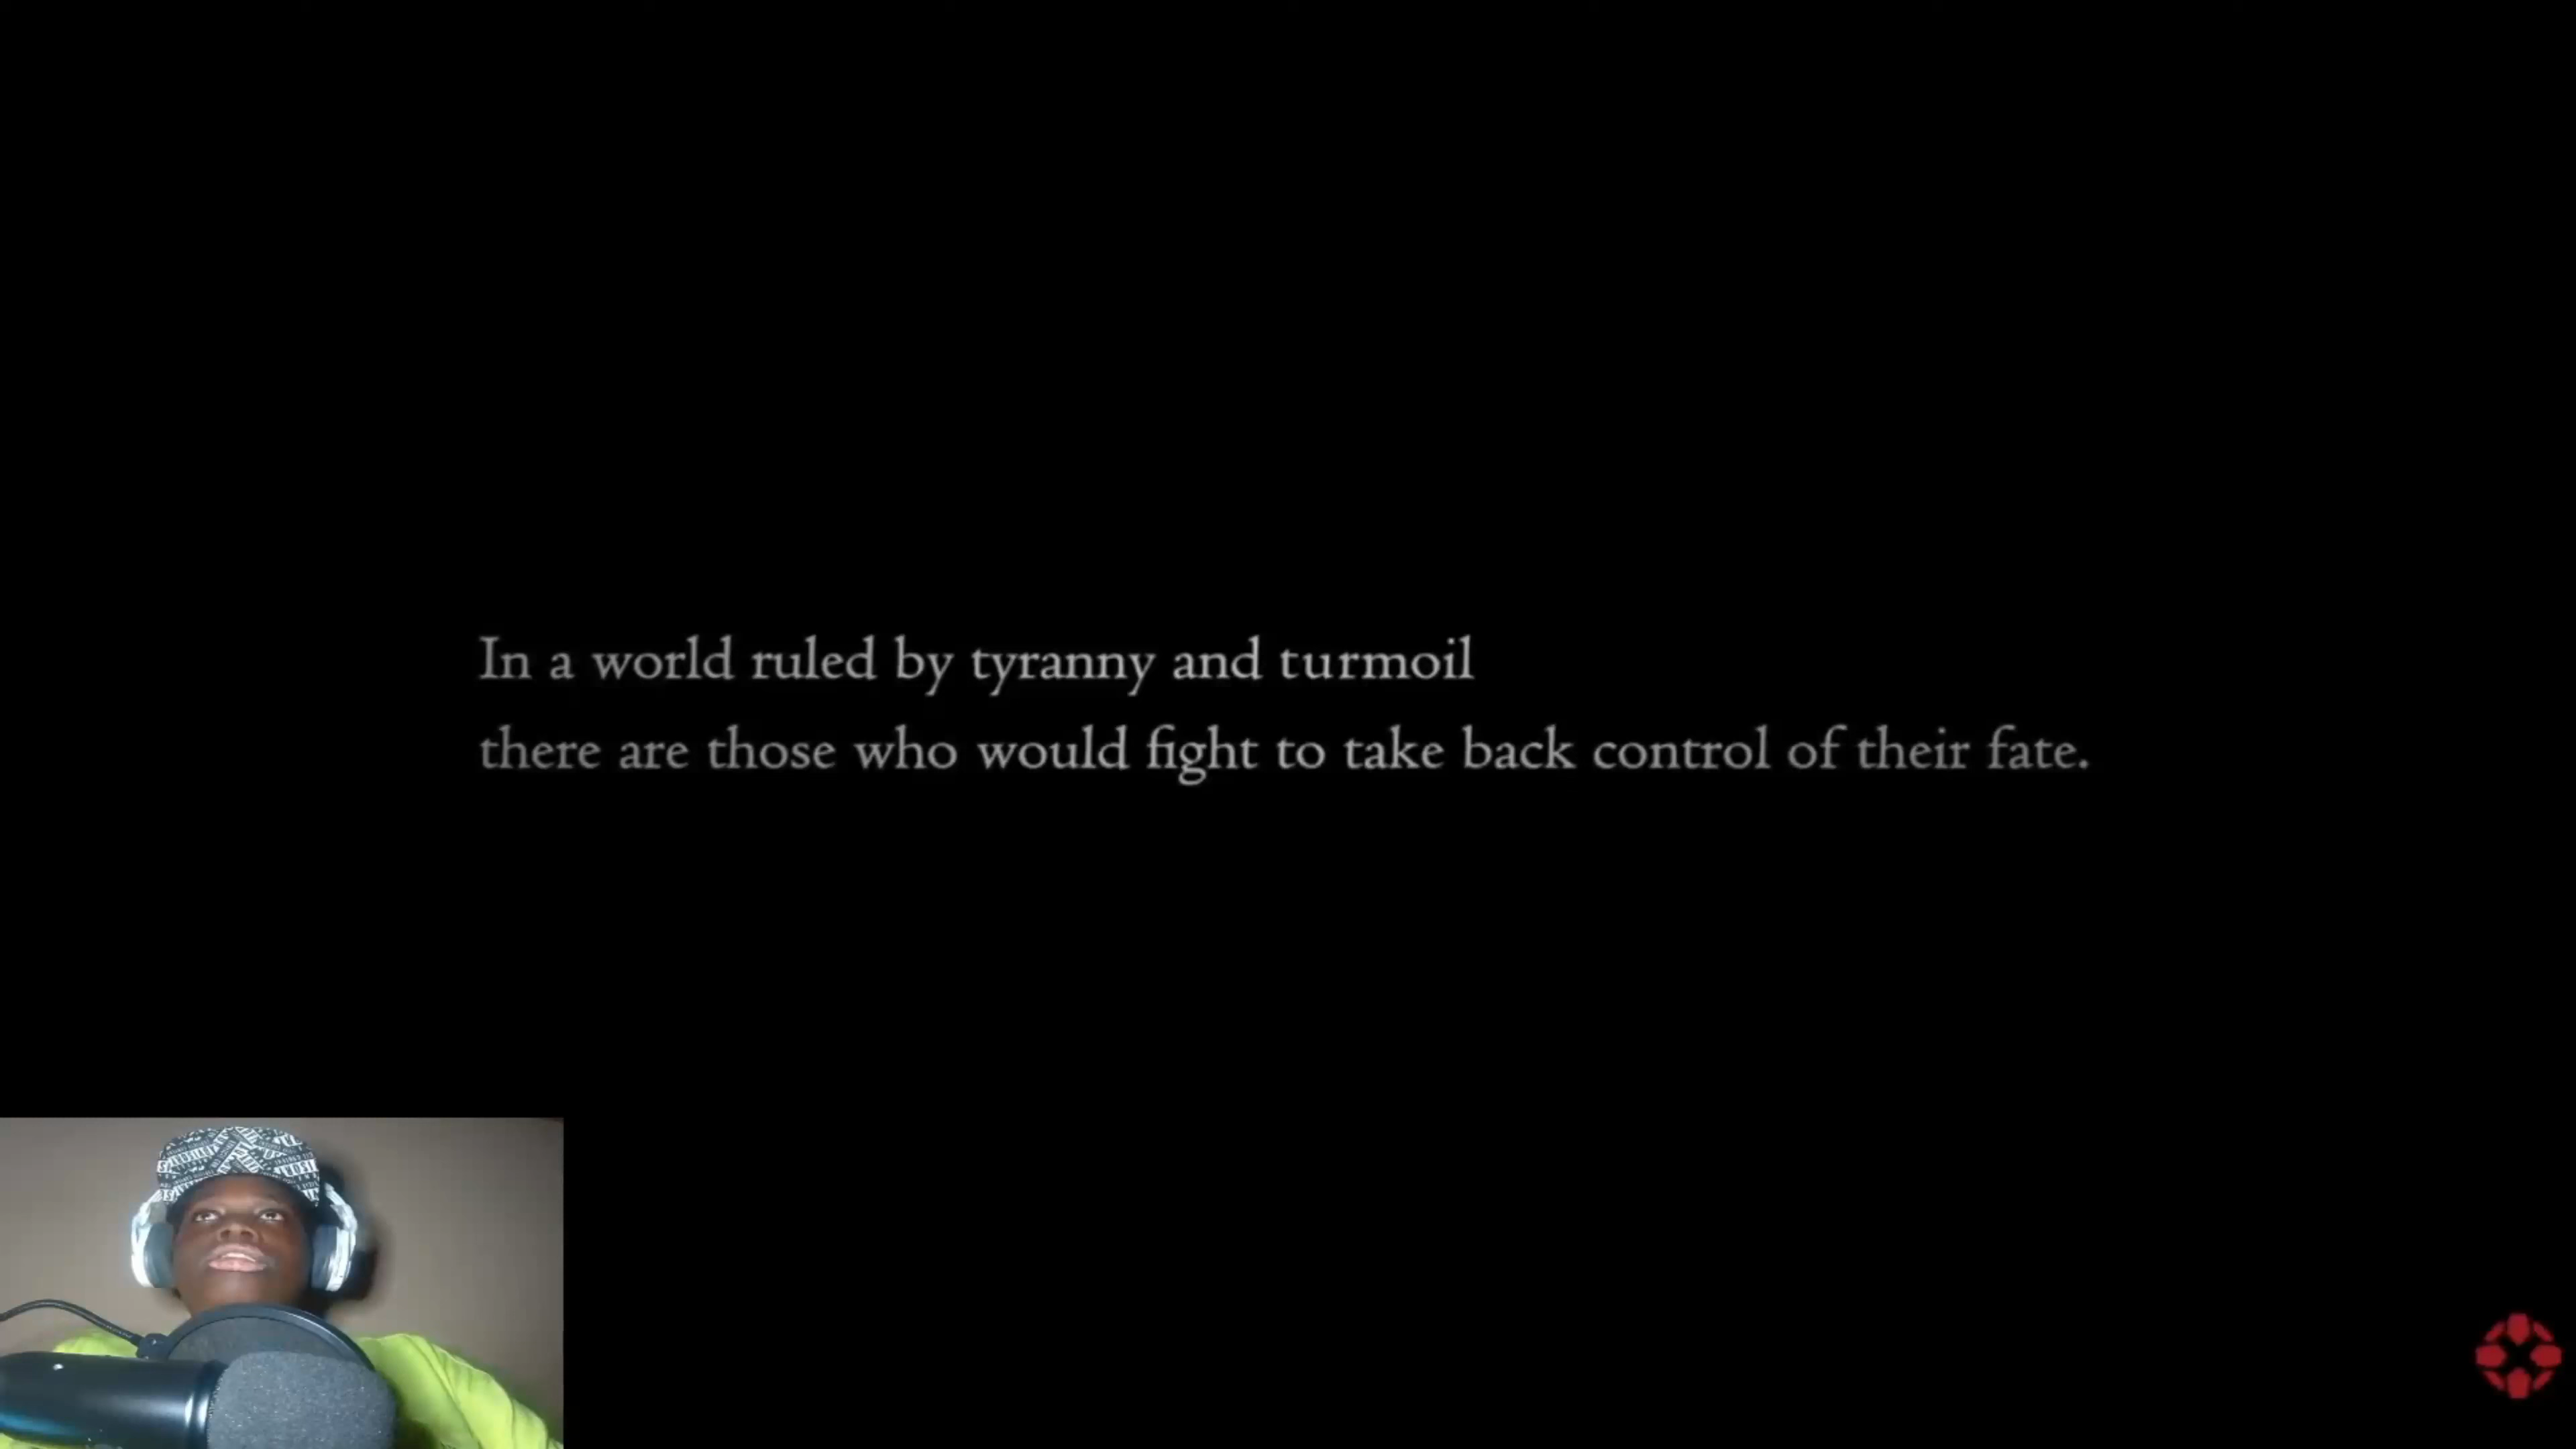 In a world ruled by tyranny and turmoil
there are those who would fight to take back control of their fate.